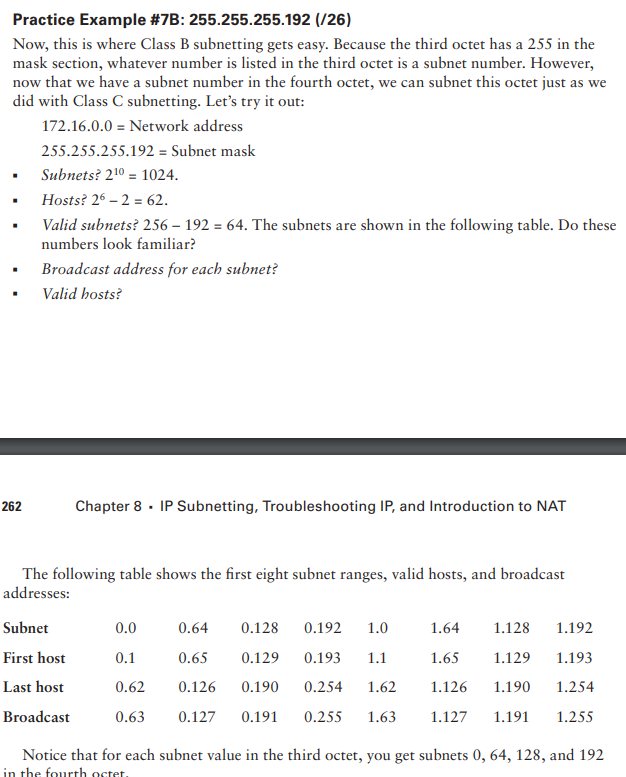 Practice Example #7B: 255.255.255.192 (/26)
Now, this is where Class B subnetting gets easy. Because the third octet has a 255 in the
mask section, whatever number is listed in the third octet is a subnet number. However,
now that we have a subnet number in the fourth octet, we can subnet this octet just as we
did with Class C subnetting. Let’s try it out:
172.16.0.0 = Network address
255.255.255.192 = Subnet mask
▪ Subnets? 2¹⁰ = 1024.
▪ Hosts? 2⁶ – 2 = 62.
▪ Valid subnets? 256 – 192 = 64. The subnets are shown in the following table. Do these
numbers look familiar?
▪ Broadcast address for each subnet?
▪ Valid hosts?
262 Chapter 8 • IP Subnetting, Troubleshooting IP, and Introduction to NAT
The following table shows the first eight subnet ranges, valid hosts, and broadcast
addresses:
Subnet 0.0 0.64 0.128 0.192 1.0 1.64 1.128 1.192
First host 0.1 0.65 0.129 0.193 1.1 1.65 1.129 1.193
Last host 0.62 0.126 0.190 0.254 1.62 1.126 1.190 1.254
Broadcast 0.63 0.127 0.191 0.255 1.63 1.127 1.191 1.255
Notice that for each subnet value in the third octet, you get subnets 0, 64, 128, and 192
in the fourth octet.